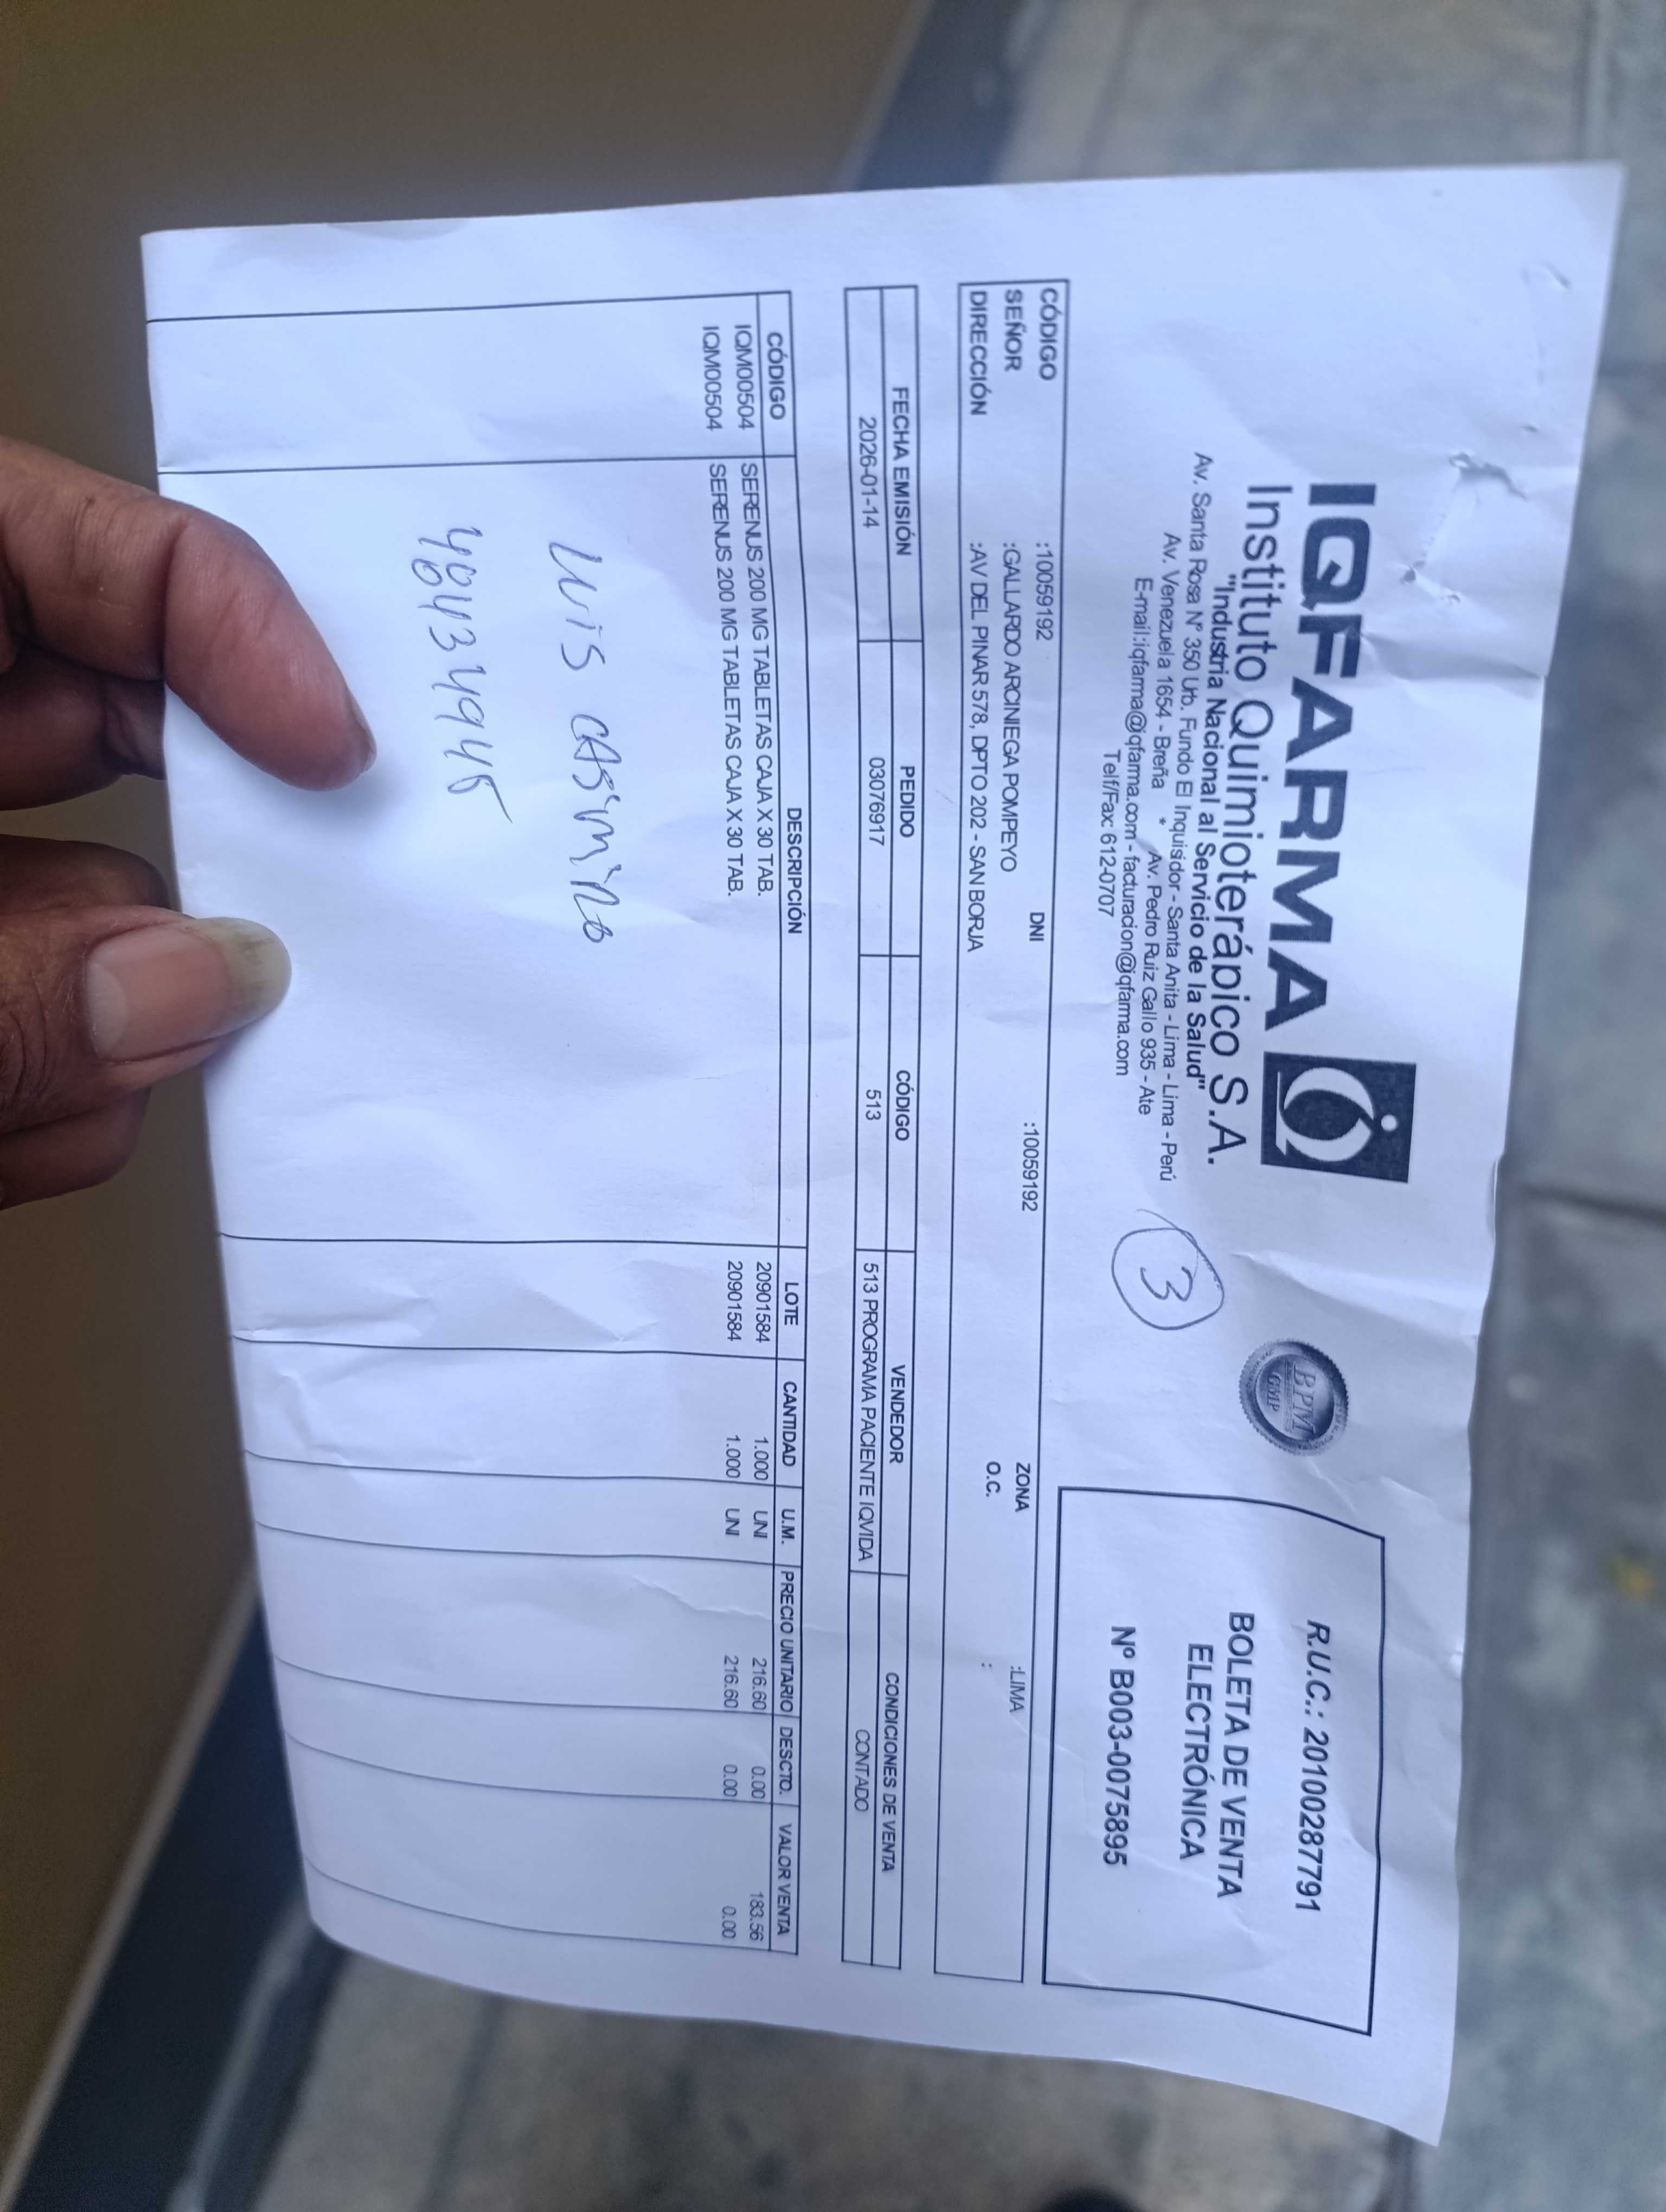 IQFARMA
Instituto Quimioterápico S.A.
"Industria Nacional al Servicio de la Salud"
Av. Santa Rosa Nº 350 Urb. Fundo El Inquisidor - Santa Anita - Lima - Lima - Perú
Av. Venezuela 1654 - Breña * Av. Pedro Ruiz Gallo 935 - Ate
E-mail:iqfarma@iqfarma.com - facturacion@iqfarma.com
Telf/Fax: 612-0707
3
BPM
GMP
R.U.C.: 20100287791
BOLETA DE VENTA
ELECTRÓNICA
Nº B003-0075895
CÓDIGO :10059192 DNI :10059192 ZONA :LIMA
SEÑOR :GALLARDO ARCINIEGA POMPEYO O.C. :
DIRECCIÓN :AV DEL PINAR 578, DPTO 202 - SAN BORJA
FECHA EMISIÓN PEDIDO CÓDIGO VENDEDOR CONDICIONES DE VENTA
2026-01-14 03076917 513 513 PROGRAMA PACIENTE IQVIDA CONTADO
CÓDIGO DESCRIPCIÓN LOTE CANTIDAD U.M. PRECIO UNITARIO DESCTO. VALOR VENTA
IQM00504 SERENUS 200 MG TABLETAS CAJA X 30 TAB. 20901584 1.000 UNI 216.60 0.00 183.56
IQM00504 SERENUS 200 MG TABLETAS CAJA X 30 TAB. 20901584 1.000 UNI 216.60 0.00 0.00
Luis CASimiRo